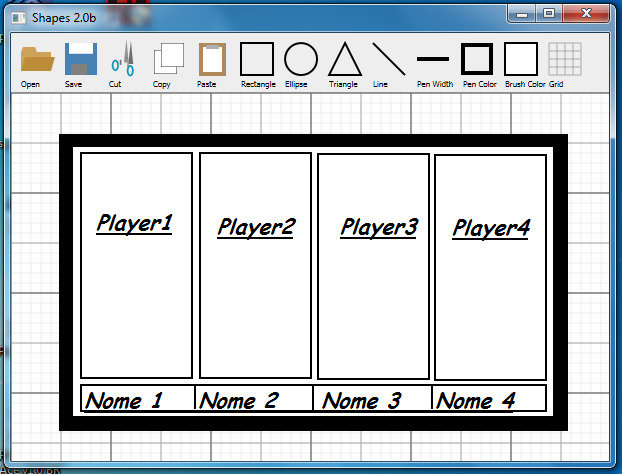 Shapes 2.0b
Open Save Cut Copy Paste Rectangle Ellipse Triangle Line Pen Width Pen Color Brush Color Grid
Player1 Player2 Player3 Player4
Nome 1 Nome 2 Nome 3 Nome 4